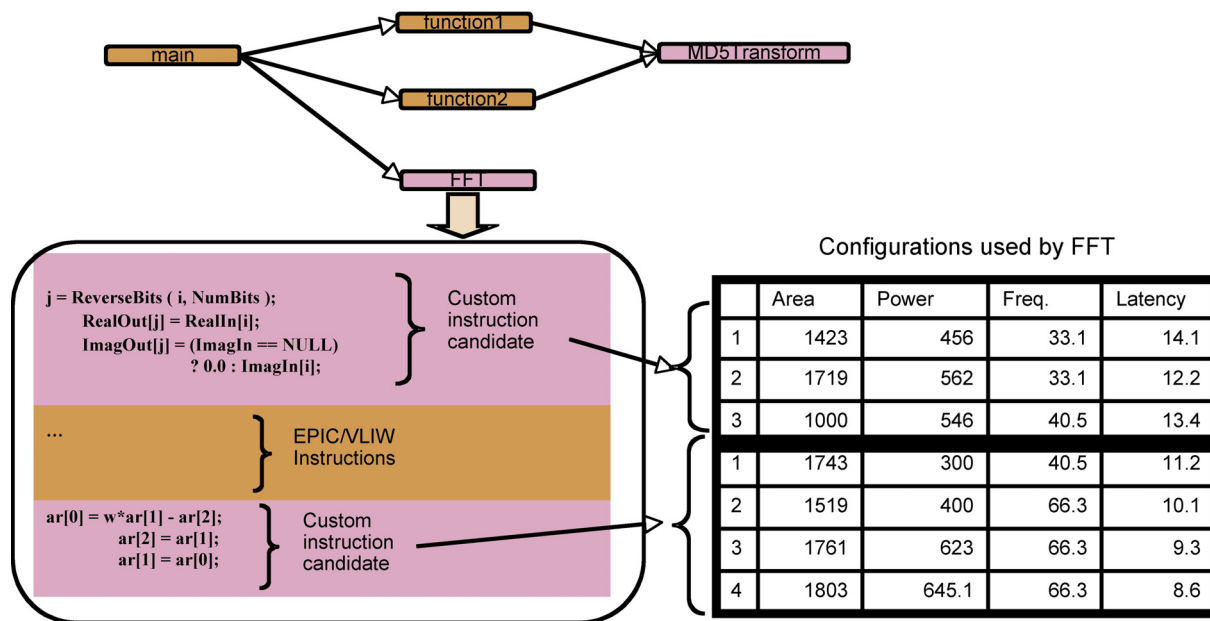 function1
main
MD5Transform
function2
FFT
Configurations used by FFT
j = ReverseBits ( i, NumBits );
RealOut[j] = RealIn[i];
ImagOut[j] = (ImagIn == NULL)
? 0.0 : ImagIn[i];
Custom
instruction
candidate
...
EPIC/VLIW
Instructions
ar[0] = w*ar[1] - ar[2];
ar[2] = ar[1];
ar[1] = ar[0];
Custom
instruction
candidate
Area Power Freq. Latency
1 1423 456 33.1 14.1
2 1719 562 33.1 12.2
3 1000 546 40.5 13.4
1 1743 300 40.5 11.2
2 1519 400 66.3 10.1
3 1761 623 66.3 9.3
4 1803 645.1 66.3 8.6